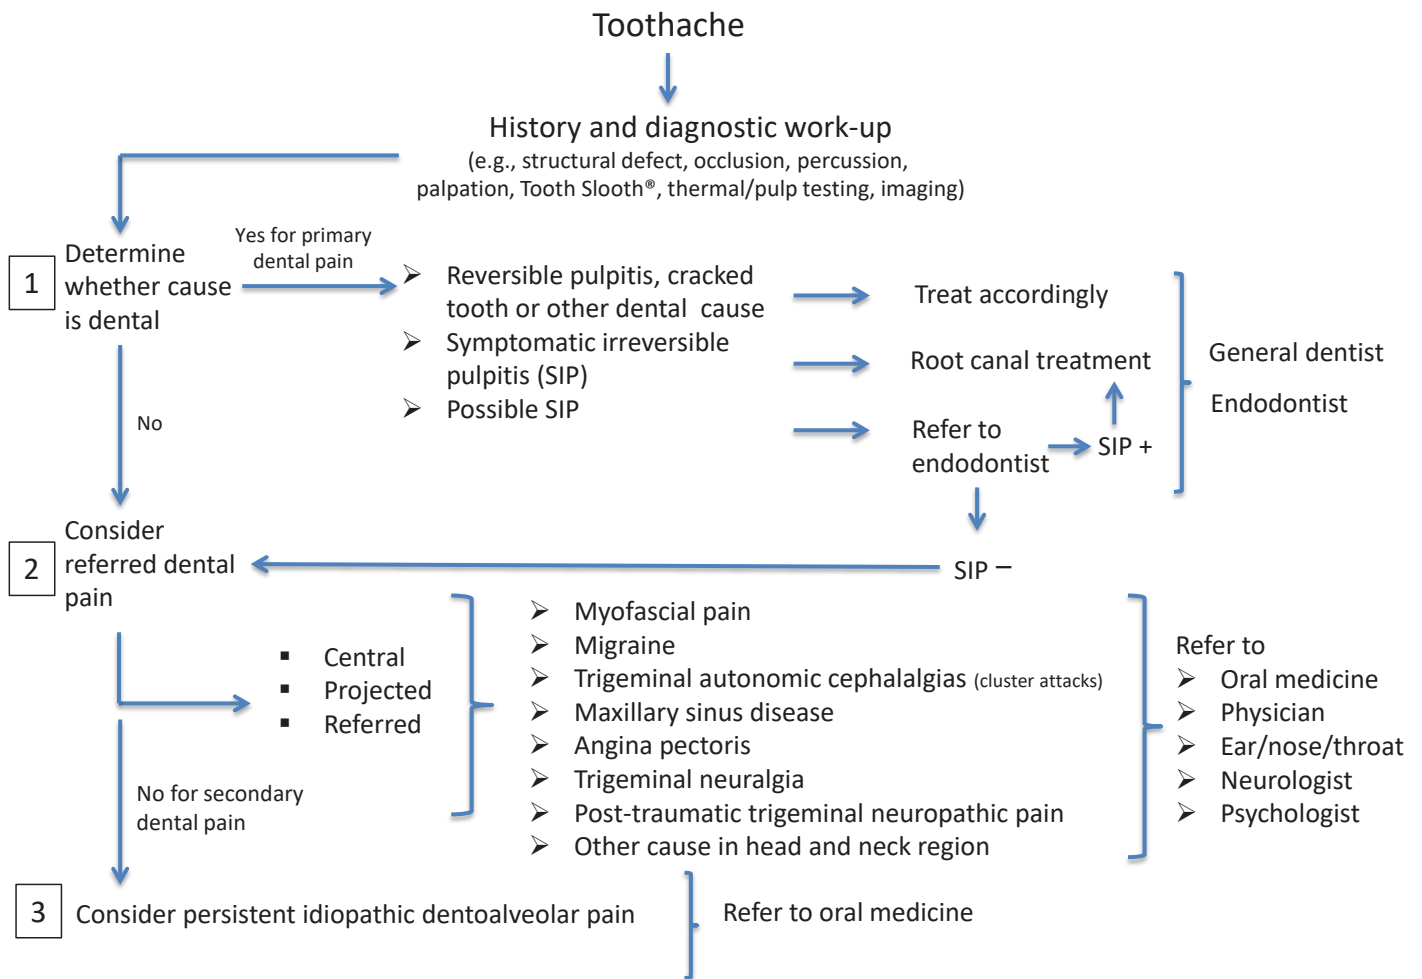 Toothache
History and diagnostic work-up
(e.g., structural defect, occlusion, percussion,
palpation, Tooth Slooth®, thermal/pulp testing, imaging)
1
Determine
whether cause
is dental
Yes for primary
dental pain
➢ Reversible pulpitis, cracked
tooth or other dental cause
➢ Symptomatic irreversible
pulpitis (SIP)
➢ Possible SIP
Treat accordingly
Root canal treatment
Refer to
endodontist
SIP +
General dentist
Endodontist
No
SIP –
2
Consider
referred dental
pain
▪ Central
▪ Projected
▪ Referred
➢ Myofascial pain
➢ Migraine
➢ Trigeminal autonomic cephalalgias (cluster attacks)
➢ Maxillary sinus disease
➢ Angina pectoris
➢ Trigeminal neuralgia
➢ Post-traumatic trigeminal neuropathic pain
➢ Other cause in head and neck region
Refer to
➢ Oral medicine
➢ Physician
➢ Ear/nose/throat
➢ Neurologist
➢ Psychologist
No for secondary
dental pain
3
Consider persistent idiopathic dentoalveolar pain
Refer to oral medicine